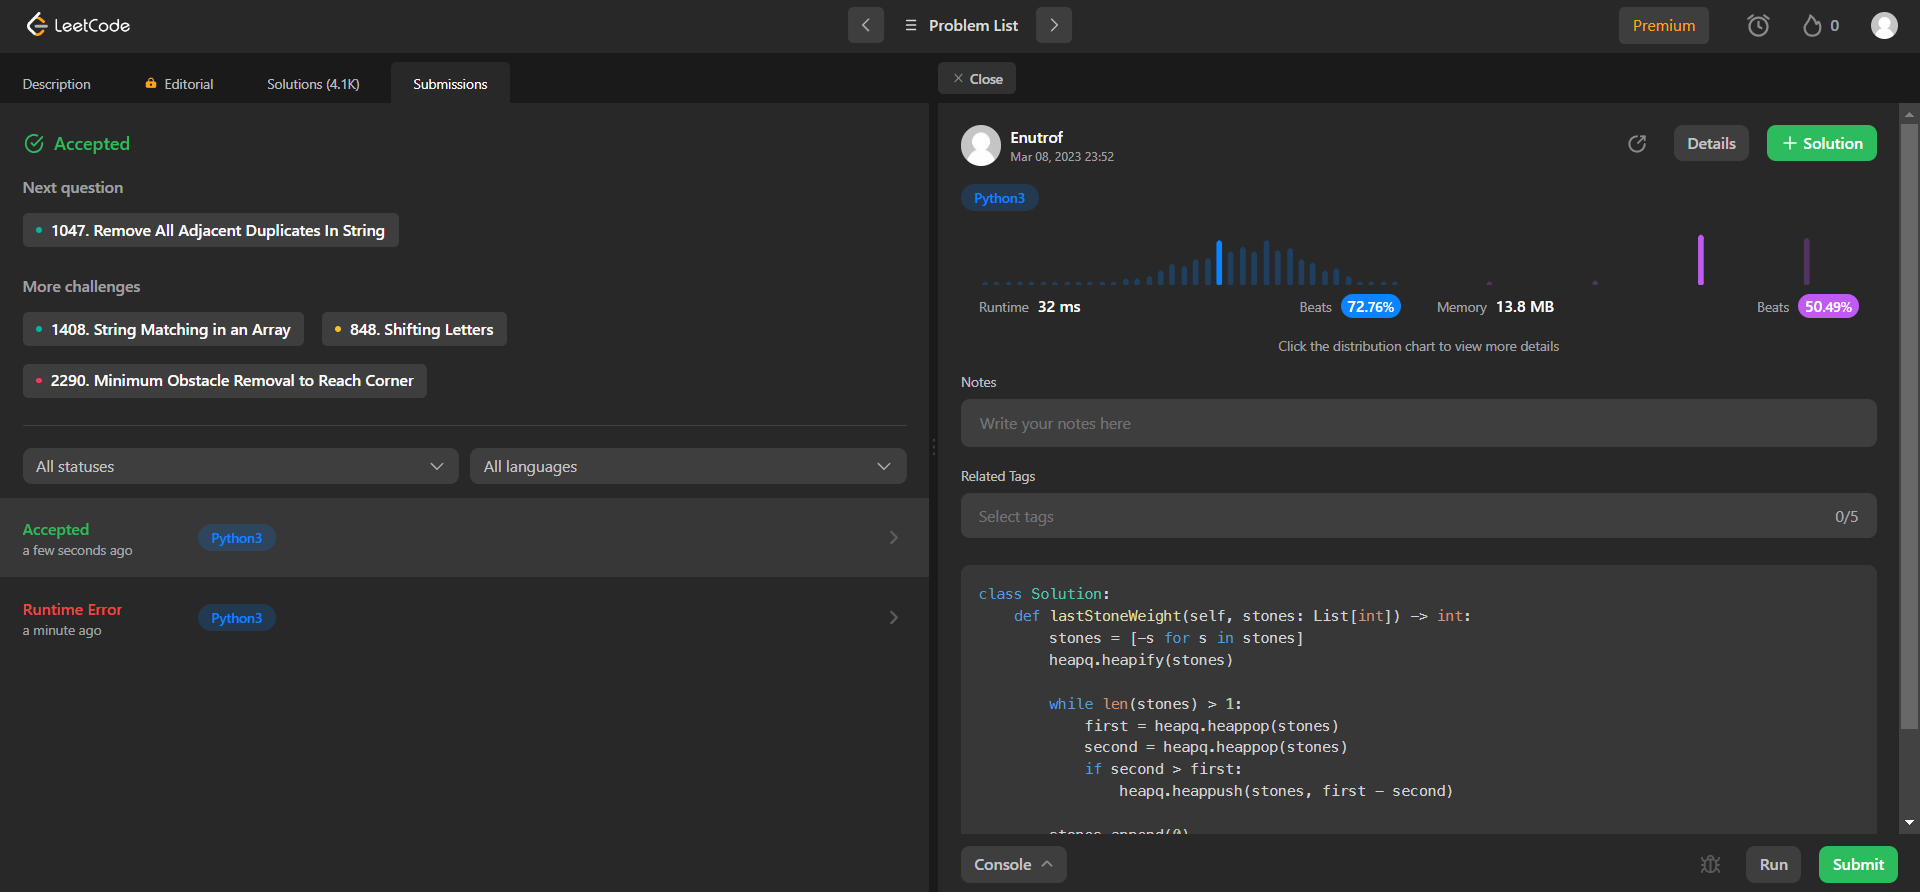 LeetCode
Problem List
Premium
0
Description
Editorial
Solutions (4.1K)
Submissions
Close
Accepted
Next question
1047. Remove All Adjacent Duplicates In String
More challenges
1408. String Matching in an Array
848. Shifting Letters
2290. Minimum Obstacle Removal to Reach Corner
All statuses
All languages
Accepted
a few seconds ago
Python3
Runtime Error
a minute ago
Python3
Enutrof
Mar 08, 2023 23:52
Details
+ Solution
Python3
Runtime 32 ms
Beats 72.76%
Memory 13.8 MB
Beats 50.49%
Click the distribution chart to view more details
Notes
Write your notes here
Related Tags
Select tags
0/5
class Solution:
    def lastStoneWeight(self, stones: List[int]) -> int:
        stones = [-s for s in stones]
        heapq.heapify(stones)
        while len(stones) > 1:
            first = heapq.heappop(stones)
            second = heapq.heappop(stones)
            if second > first:
                heapq.heappush(stones, first - second)
        stones.append(0)
Console
Run
Submit